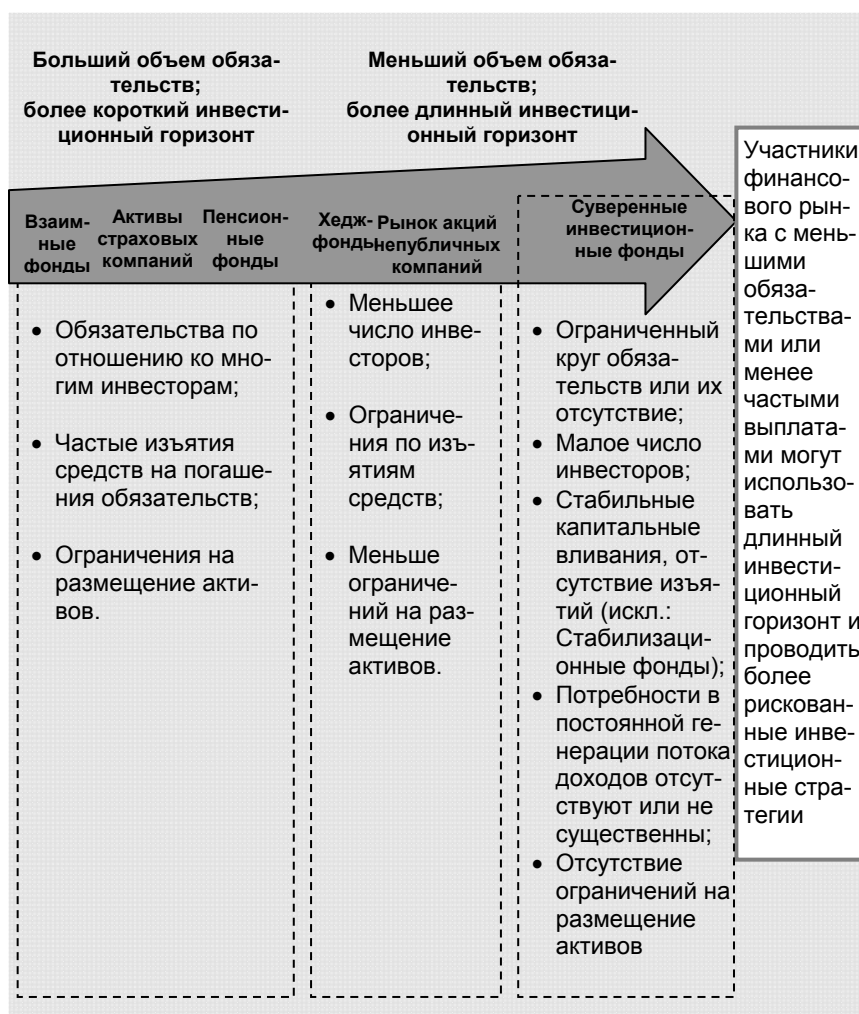 Больший объем обяза-
тельств;
более короткий инвести-
ционный горизонт
Меньший объем обяза-
тельств;
более длинный инвестици-
онный горизонт
Взаим-
ные
фонды
Активы
страховых
компаний
Пенсион-
ные
фонды
Хедж-
фонды
Рынок акций
непубличных
компаний
Суверенные
инвестицион-
ные фонды
• Обязательства по
отношению ко мно-
гим инвесторам;
• Частые изъятия
средств на погаше-
ния обязательств;
• Ограничения на
размещение акти-
вов.
• Меньшее
число инве-
сторов;
• Ограниче-
ния по изъ-
ятиям
средств;
• Меньше
ограниче-
ний на раз-
мещение
активов.
• Ограниченный
круг обяза-
тельств или их
отсутствие;
• Малое число
инвесторов;
• Стабильные
капитальные
вливания, от-
сутствие изъя-
тий (искл.:
Стабилизаци-
онные фонды);
• Потребности в
постоянной ге-
нерации потока
доходов отсут-
ствуют или не
существенны;
• Отсутствие
ограничений на
размещение
активов
Участники
финансо-
вого рын-
ка с мень-
шими
обяза-
тельства-
ми или
менее
частыми
выплата-
ми могут
использо-
вать
длинный
инвести-
ционный
горизонт и
проводить
более
рискован-
ные инве-
стицион-
ные стра-
тегии